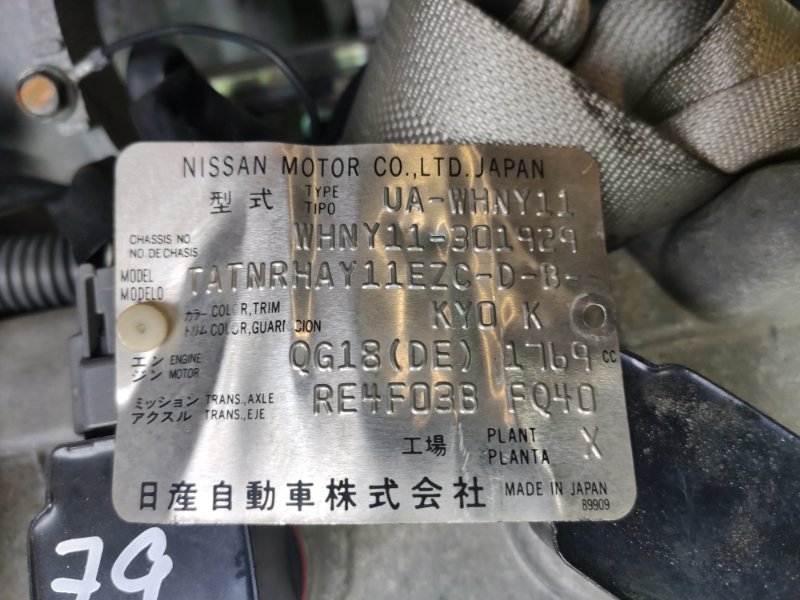 NISSAN MOTOR CO.,LTD. JAPAN
型式 TYPE TIPO UA-WHNY11
CHASSIS NO. NO. DE CHASIS WHNY11-301929
MODEL MODELO TATNRHAY11EZC-D-B-
カラー COLOR, TRIM KY0 K
トリム COLOR, GUARNICION
エンジン ENGINE MOTOR QG18(DE) 1769 CC
ミッション TRANS., AXLE RE4F03B FQ40
アクスル TRANS., EJE
工場 PLANT PLANTA X
日産自動車株式会社 MADE IN JAPAN
89909
79